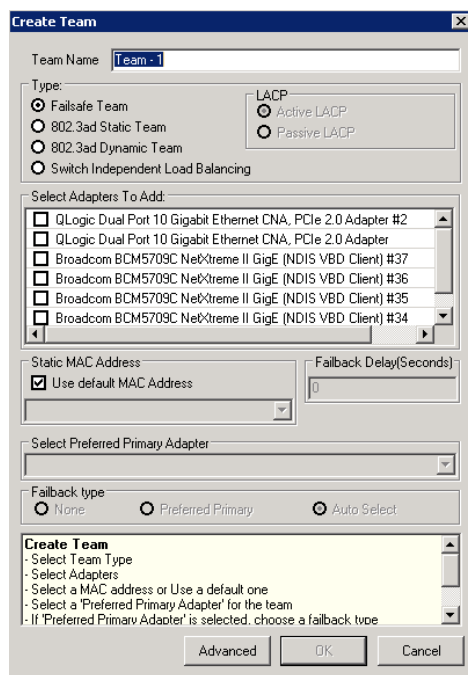 Create Team
Team Name Team - 1
Type:
Failsafe Team
802.3ad Static Team
802.3ad Dynamic Team
Switch Independent Load Balancing
LACP
Active LACP
Passive LACP
Select Adapters To Add:
QLogic Dual Port 10 Gigabit Ethernet CNA, PCIe 2.0 Adapter #2
QLogic Dual Port 10 Gigabit Ethernet CNA, PCIe 2.0 Adapter
Broadcom BCM5709C NetXtreme II GigE (NDIS VBD Client) #37
Broadcom BCM5709C NetXtreme II GigE (NDIS VBD Client) #36
Broadcom BCM5709C NetXtreme II GigE (NDIS VBD Client) #35
Broadcom BCM5709C NetXtreme II GigE (NDIS VBD Client) #34
Static MAC Address
Use default MAC Address
Failback Delay(Seconds)
0
Select Preferred Primary Adapter
Failback type
None Preferred Primary Auto Select
Create Team
- Select Team Type
- Select Adapters
- Select a MAC address or Use a default one
- Select a 'Preferred Primary Adapter' for the team
- If 'Preferred Primary Adapter' is selected, choose a failback type
Advanced OK Cancel